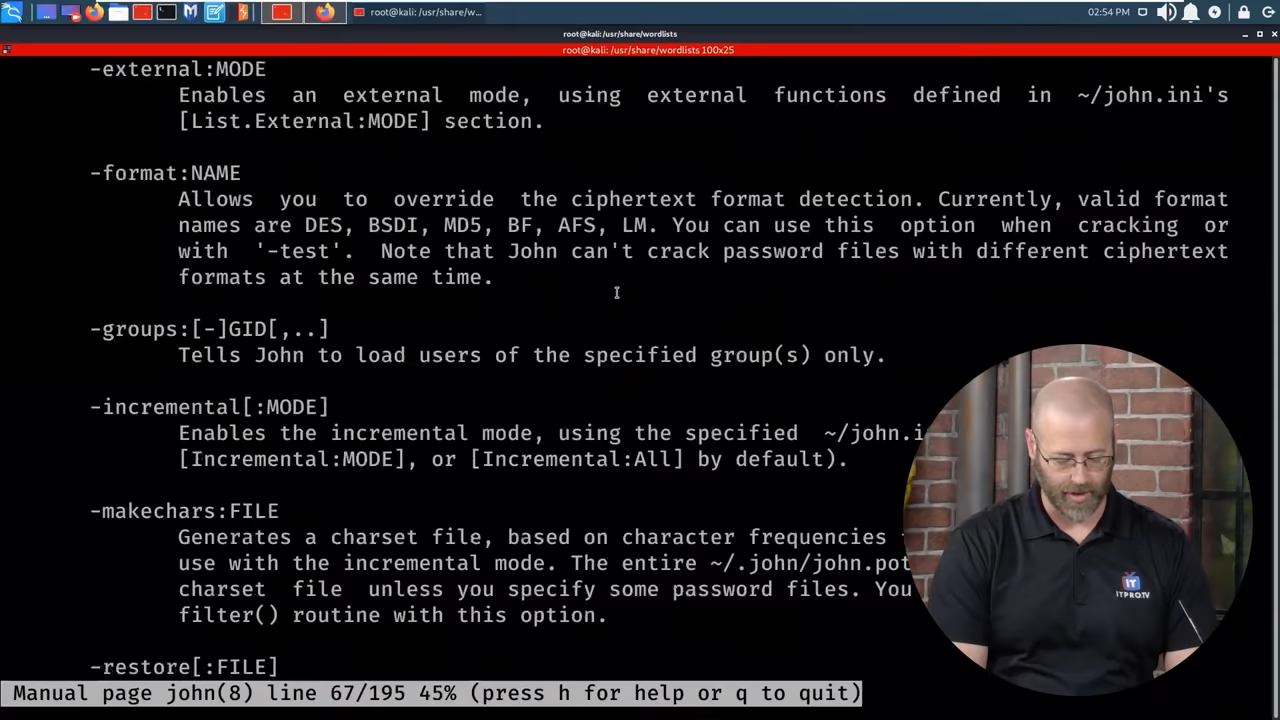 root@kali: /usr/share/w...
02:54 PM
root@kali: /usr/share/wordlists
root@kali: /usr/share/wordlists 100x25
-external:MODE
Enables an external mode, using external functions defined in ~/john.ini's
[List.External:MODE] section.
-format:NAME
Allows you to override the ciphertext format detection. Currently, valid format
names are DES, BSDI, MD5, BF, AFS, LM. You can use this option when cracking or
with '-test'. Note that John can't crack password files with different ciphertext
formats at the same time.
-groups:[-]GID[,..]
Tells John to load users of the specified group(s) only.
-incremental[:MODE]
Enables the incremental mode, using the specified ~/john.i
[Incremental:MODE], or [Incremental:All] by default).
-makechars:FILE
Generates a charset file, based on character frequencies
use with the incremental mode. The entire ~/.john/john.pot
charset file unless you specify some password files. You
filter() routine with this option.
-restore[:FILE]
Manual page john(8) line 67/195 45% (press h for help or q to quit)
IT
ITPRO.TV